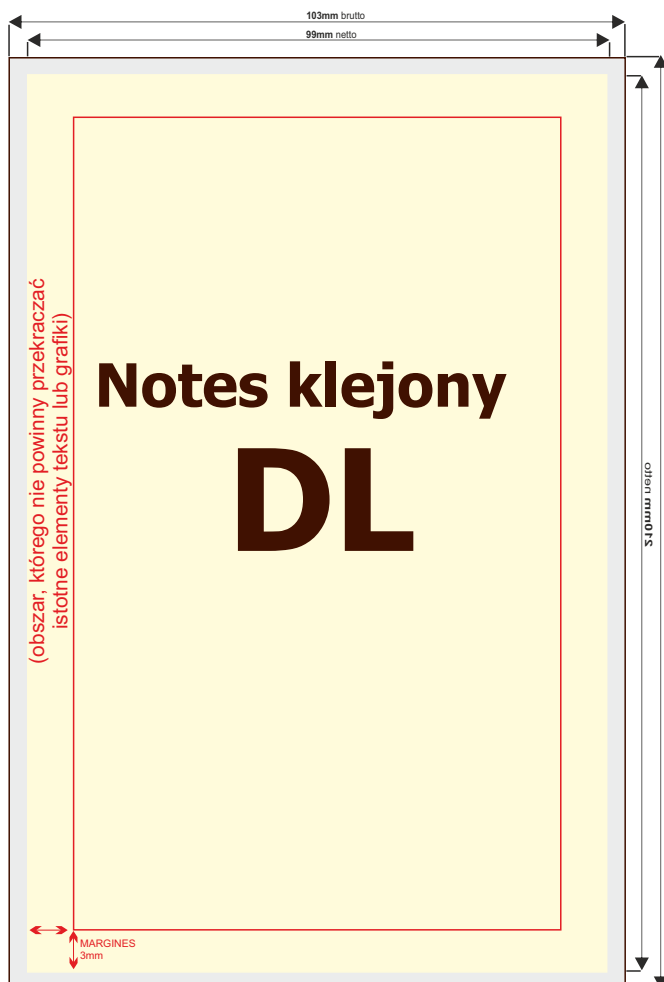 103mm brutto
99mm netto
(obszar, którego nie powinny przekraczać
istotne elementy tekstu lub grafiki)
Notes klejony
DL
210mm netto
MARGINES
3mm